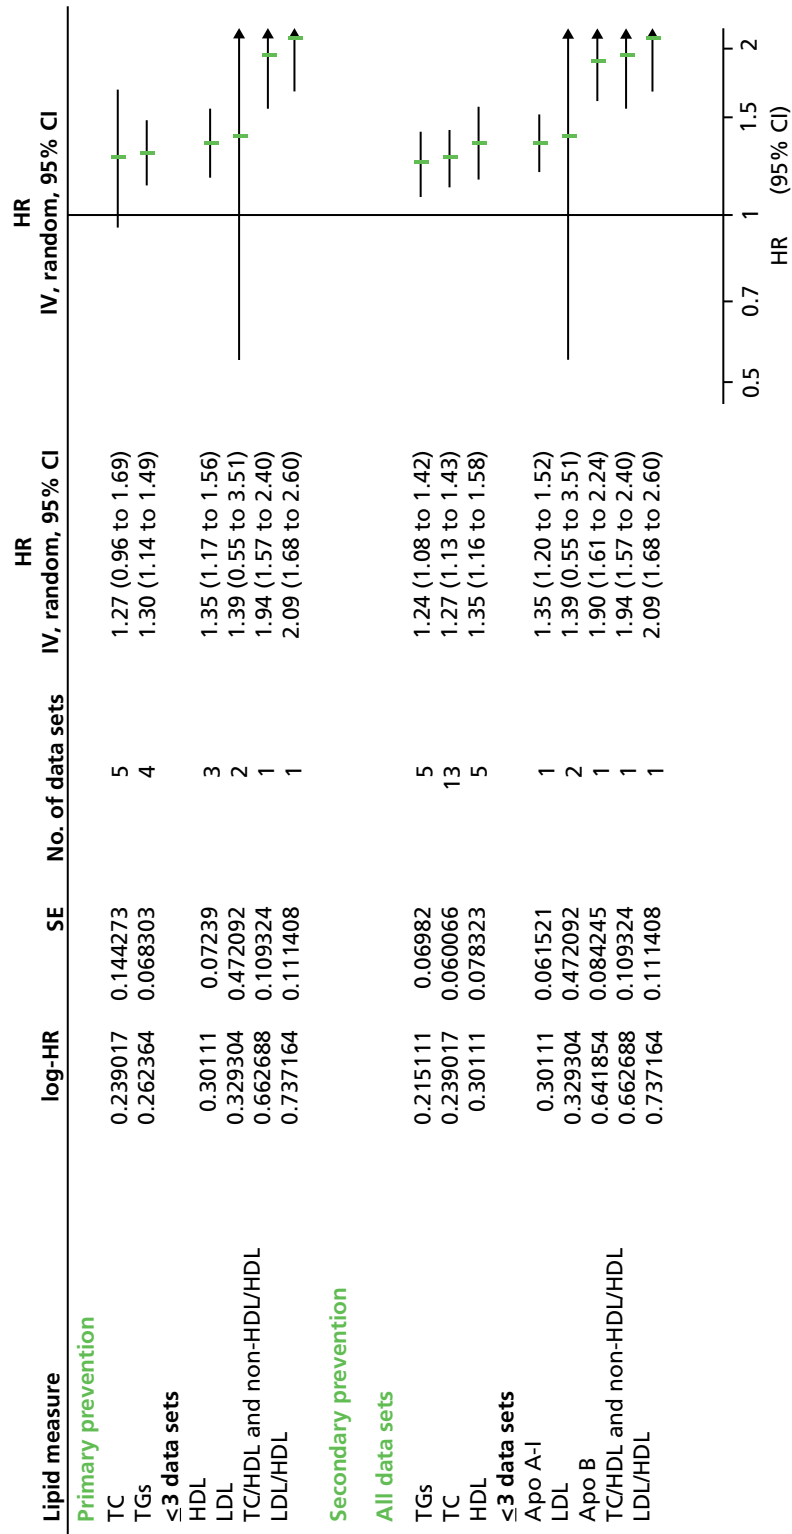 Lipid measure log-HR SE No. of data sets HR IV, random, 95% CI HR IV, random, 95% CI
Primary prevention
TC 0.239017 0.144273 5 1.27 (0.96 to 1.69)
TGs 0.262364 0.068303 4 1.30 (1.14 to 1.49)
≤3 data sets
HDL 0.30111 0.07239 3 1.35 (1.17 to 1.56)
LDL 0.329304 0.472092 2 1.39 (0.55 to 3.51)
TC/HDL and non-HDL/HDL 0.662688 0.109324 1 1.94 (1.57 to 2.40)
LDL/HDL 0.737164 0.111408 1 2.09 (1.68 to 2.60)
Secondary prevention
All data sets
TGs 0.215111 0.06982 5 1.24 (1.08 to 1.42)
TC 0.239017 0.060066 13 1.27 (1.13 to 1.43)
HDL 0.30111 0.078323 5 1.35 (1.16 to 1.58)
≤3 data sets
Apo A-I 0.30111 0.061521 1 1.35 (1.20 to 1.52)
LDL 0.329304 0.472092 2 1.39 (0.55 to 3.51)
Apo B 0.641854 0.084245 1 1.90 (1.61 to 2.24)
TC/HDL and non-HDL/HDL 0.662688 0.109324 1 1.94 (1.57 to 2.40)
LDL/HDL 0.737164 0.111408 1 2.09 (1.68 to 2.60)
0.5 0.7 1 1.5 2
HR (95% CI)